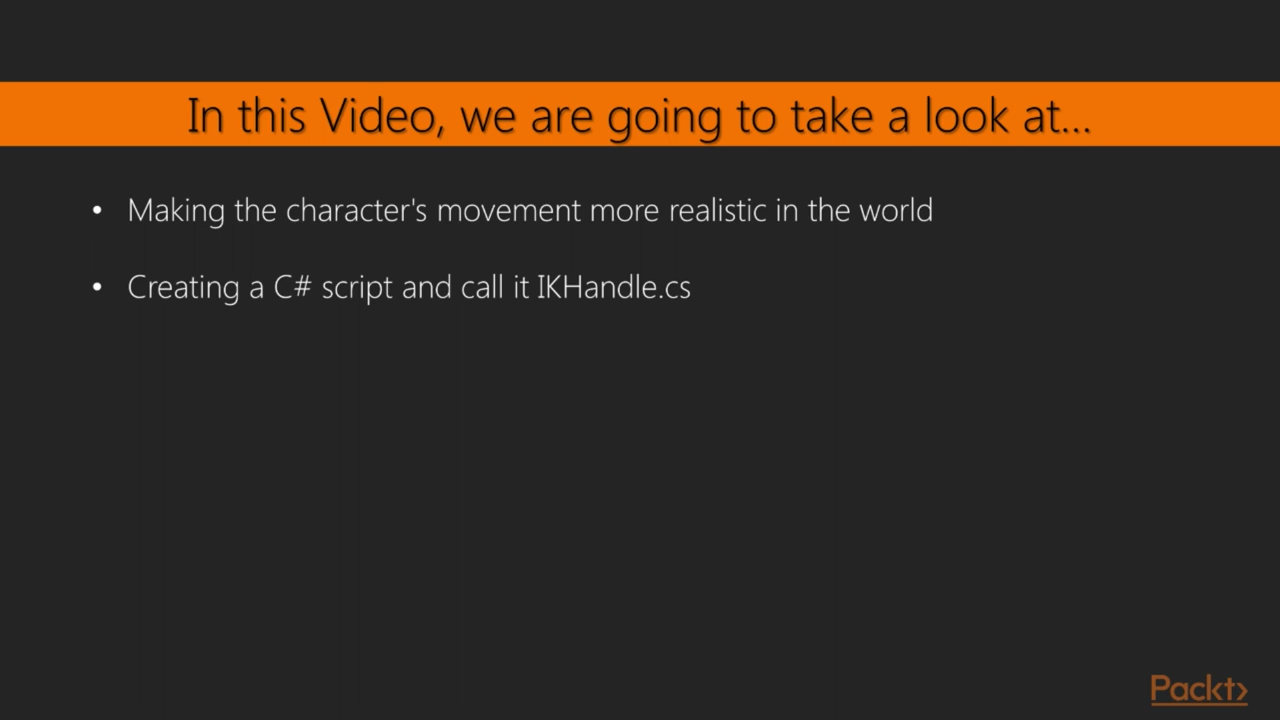 In this Video, we are going to take a look at...
• Making the character's movement more realistic in the world
• Creating a C# script and call it IKHandle.cs
Packt>